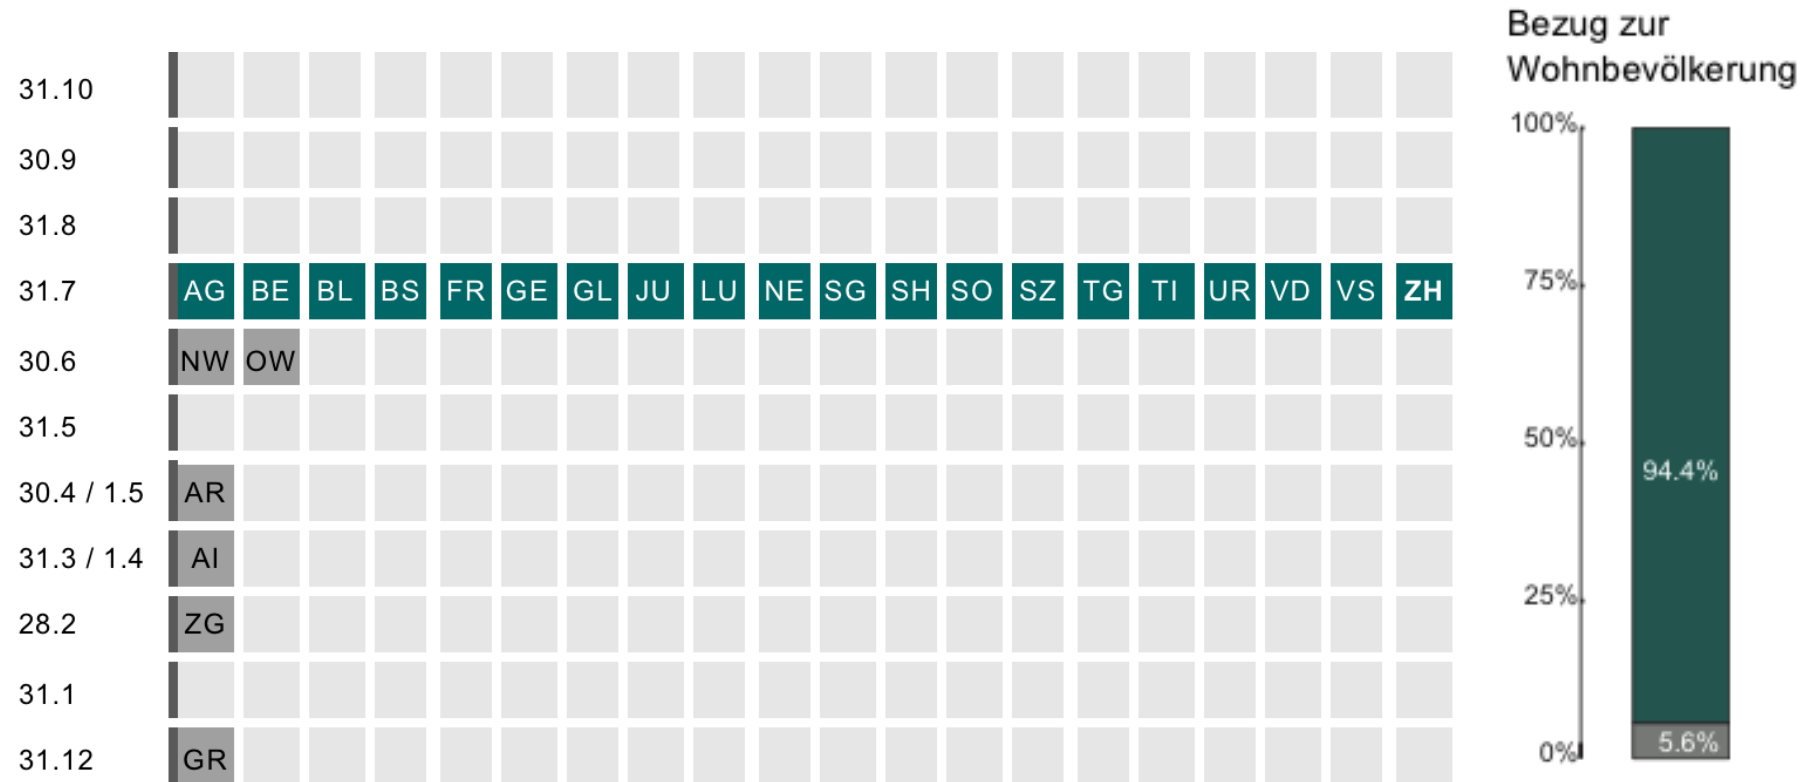 Bezug zur
Wohnbevölkerung
31.10
30.9
31.8
31.7 AG BE BL BS FR GE GL JU LU NE SG SH SO SZ TG TI UR VD VS ZH
30.6 NW OW
31.5
30.4 / 1.5 AR
31.3 / 1.4 AI
28.2 ZG
31.1
31.12 GR
100%
75%
50%
94.4%
25%
5.6%
0%